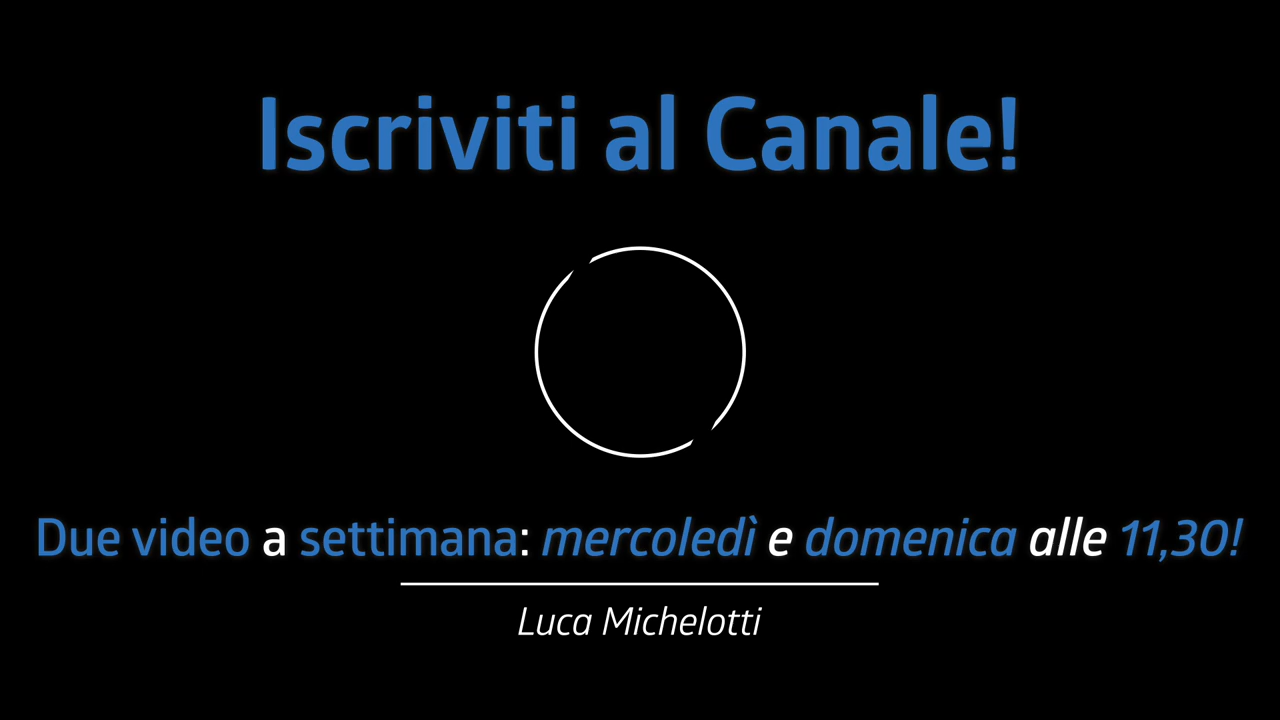 Iscriviti al Canale!
Due video a settimana: mercoledì e domenica alle 11,30!
Luca Michelotti